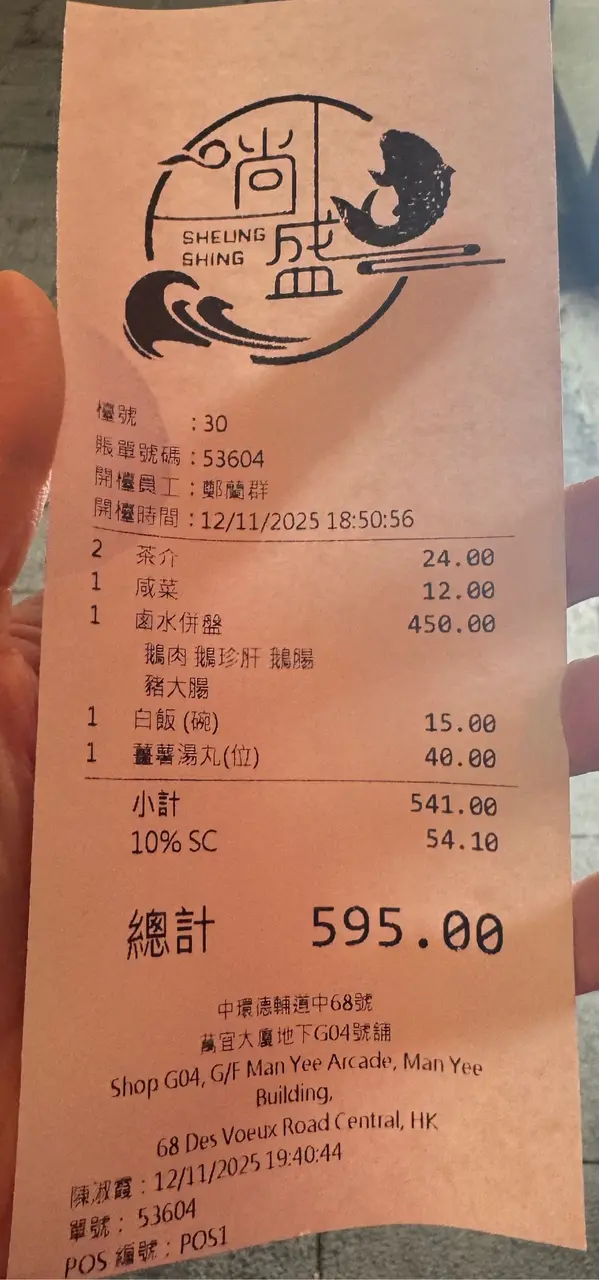 尚
盛
SHEUNG
SHING
檯號 : 30
賬單號碼 : 53604
開檯員工 : 鄭蘭群
開檯時間 : 12/11/2025 18:50:56
2 茶介 24.00
1 咸菜 12.00
1 鹵水併盤 450.00
鵝肉 鵝珍肝 鵝腸
豬大腸
1 白飯 (碗) 15.00
1 薑薯湯丸(位) 40.00
小計 541.00
10% SC 54.10
總計 595.00
中環德輔道中68號
萬宜大廈地下G04號舖
Shop G04, G/F Man Yee Arcade, Man Yee
Building,
68 Des Voeux Road Central, HK
陳淑霞 : 12/11/2025 19:40:44
單號 : 53604
POS 編號 : POS1